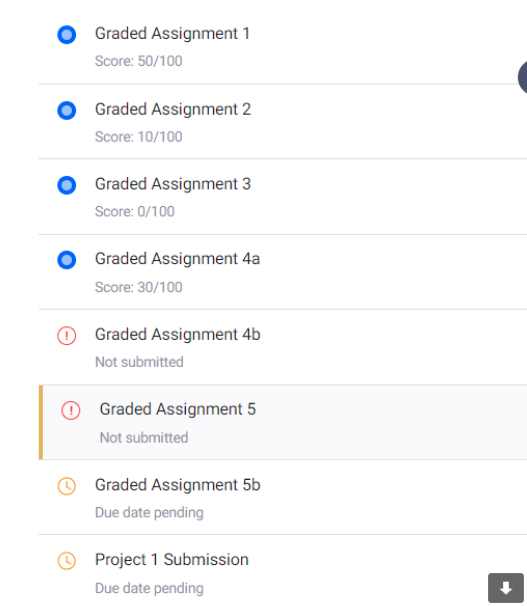 Graded Assignment 1
Score: 50/100
Graded Assignment 2
Score: 10/100
Graded Assignment 3
Score: 0/100
Graded Assignment 4a
Score: 30/100
Graded Assignment 4b
Not submitted
Graded Assignment 5
Not submitted
Graded Assignment 5b
Due date pending
Project 1 Submission
Due date pending